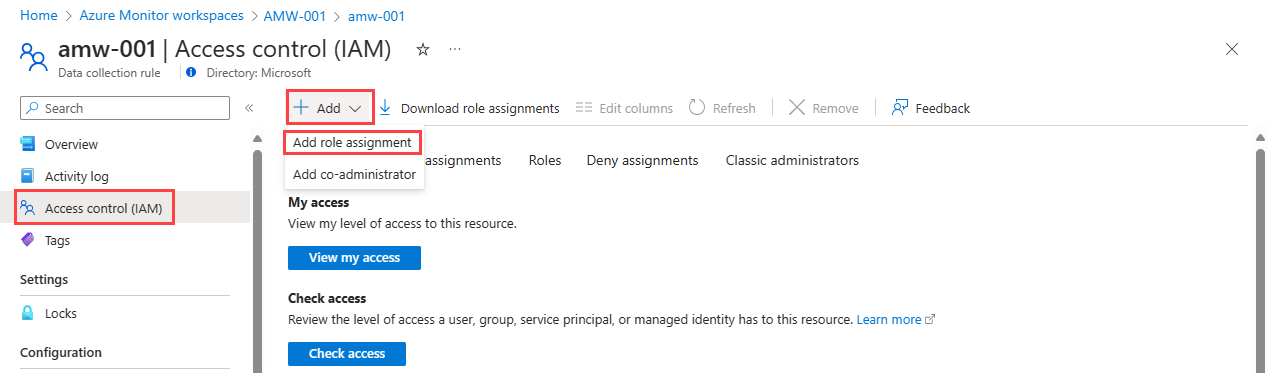 Home > Azure Monitor workspaces > AMW-001 > amw-001
amw-001 | Access control (IAM) ☆ ...
Data collection rule | Directory: Microsoft
Search «
+ Add Download role assignments Edit columns Refresh Remove Feedback
Overview
Add role assignment
assignments Roles Deny assignments Classic administrators
Activity log
Add co-administrator
Access control (IAM)
My access
View my level of access to this resource.
Tags
View my access
Settings
Check access
Locks
Review the level of access a user, group, service principal, or managed identity has to this resource. Learn more
Configuration
Check access